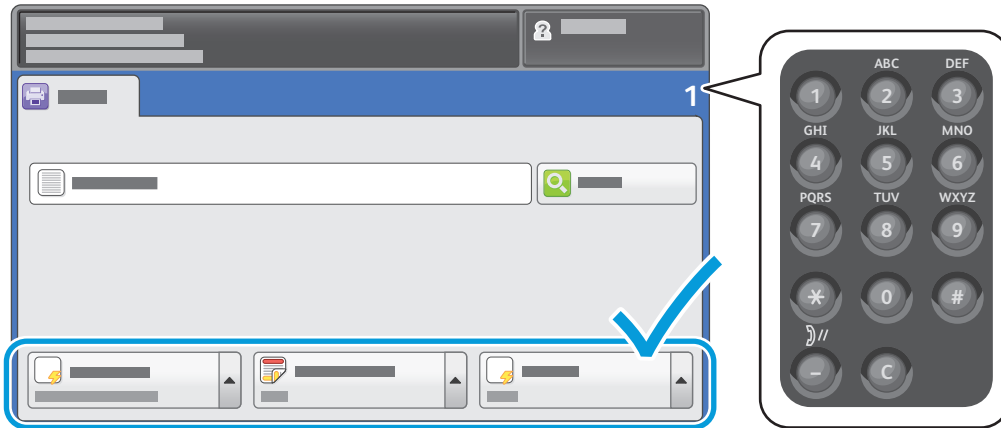 1
ABC DEF
1 2 3
GHI JKL MNO
4 5 6
PQRS TUV WXYZ
7 8 9
* 0 #
- C